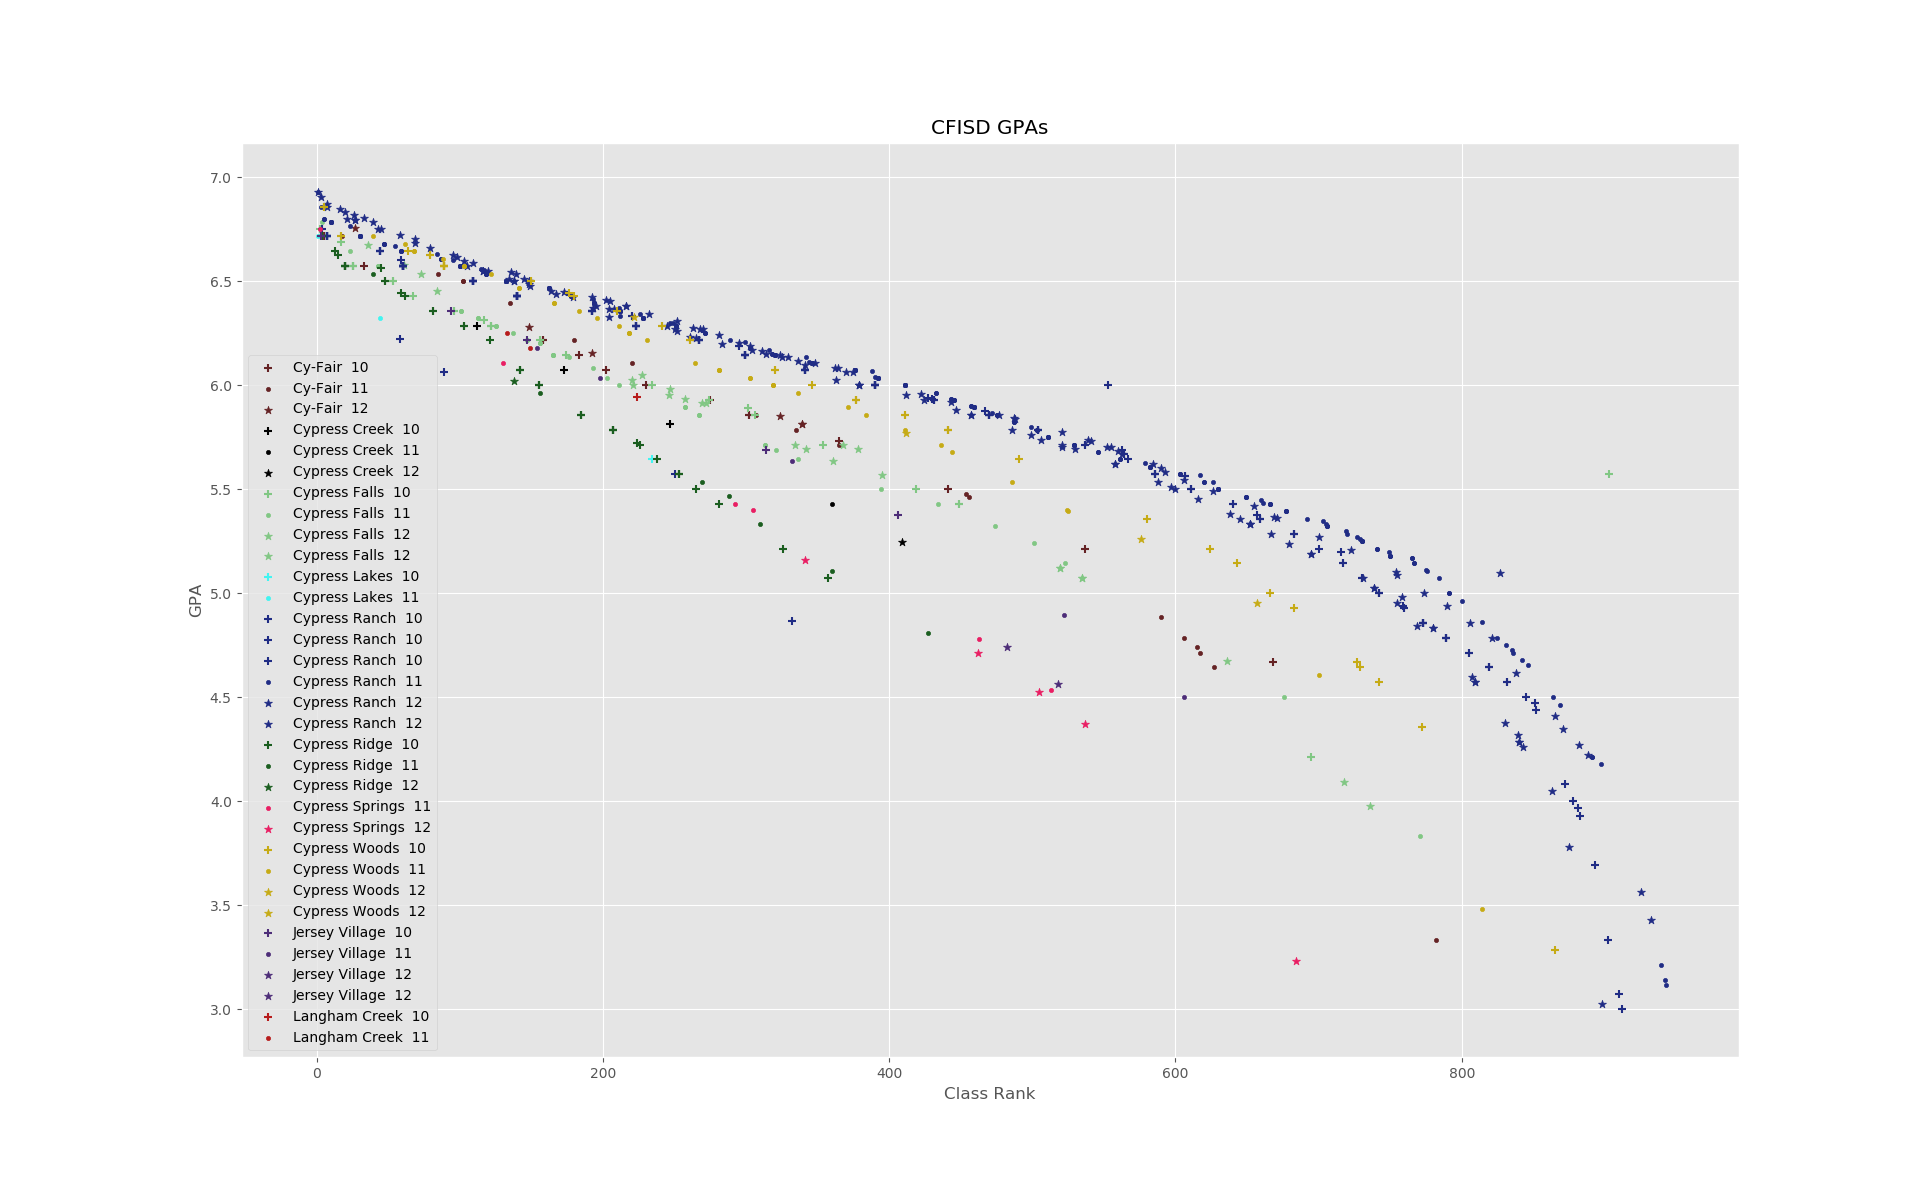 CFISD GPAs
7.0
6.5
6.0
5.5
5.0
4.5
4.0
3.5
3.0
GPA
Cy-Fair 10
Cy-Fair 11
Cy-Fair 12
Cypress Creek 10
Cypress Creek 11
Cypress Creek 12
Cypress Falls 10
Cypress Falls 11
Cypress Falls 12
Cypress Falls 12
Cypress Lakes 10
Cypress Lakes 11
Cypress Ranch 10
Cypress Ranch 10
Cypress Ranch 10
Cypress Ranch 11
Cypress Ranch 12
Cypress Ranch 12
Cypress Ridge 10
Cypress Ridge 11
Cypress Ridge 12
Cypress Springs 11
Cypress Springs 12
Cypress Woods 10
Cypress Woods 11
Cypress Woods 12
Cypress Woods 12
Jersey Village 10
Jersey Village 11
Jersey Village 12
Jersey Village 12
Langham Creek 10
Langham Creek 11
0 200 400 600 800
Class Rank